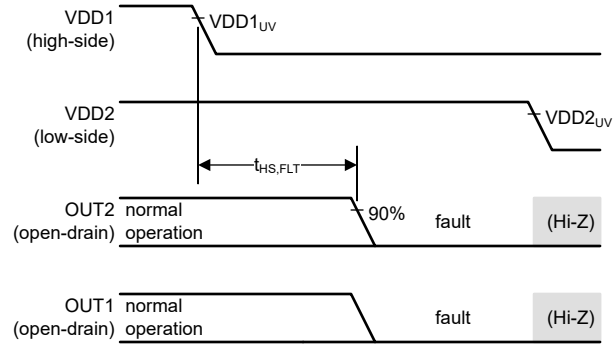 VDD1
(high-side)
VDD1UV
VDD2
(low-side)
VDD2UV
tHS,FLT
OUT2
(open-drain)
normal
operation
90%
fault
(Hi-Z)
OUT1
(open-drain)
normal
operation
fault
(Hi-Z)